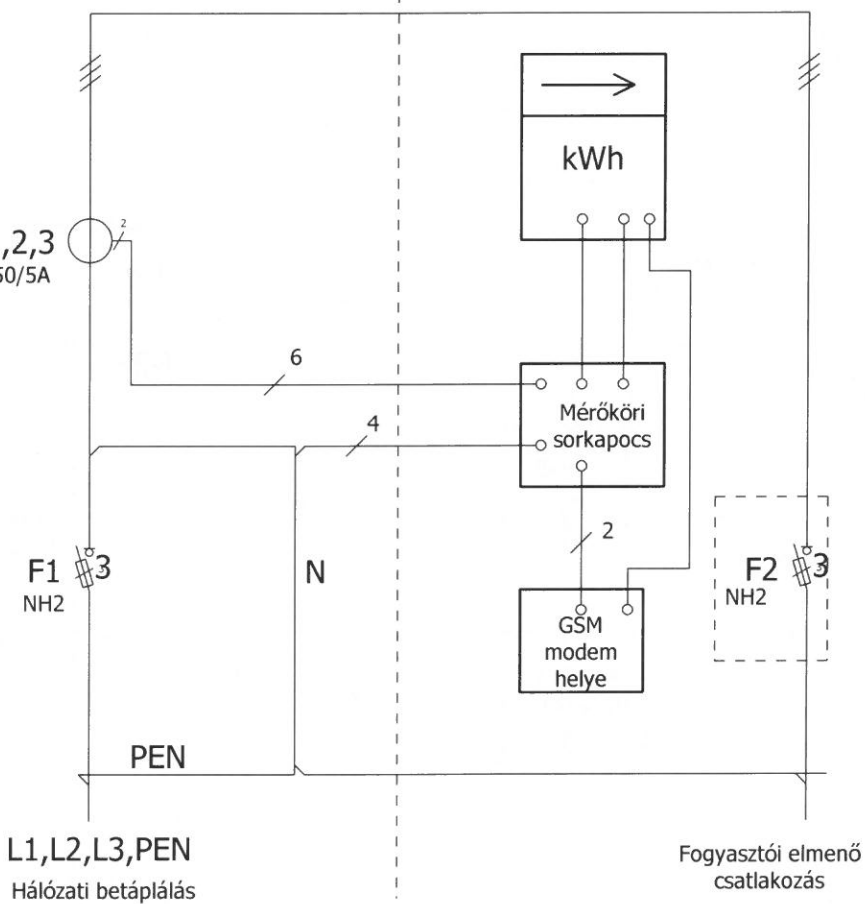 kWh
,2,3
2
50/5A
6
Mérőköri
sorkapocs
4
2
F1
3
NH2
N
F2
3
NH2
GSM
modem
helye
PEN
L1,L2,L3,PEN
Hálózati betáplálás
Fogyasztói elmenő
csatlakozás